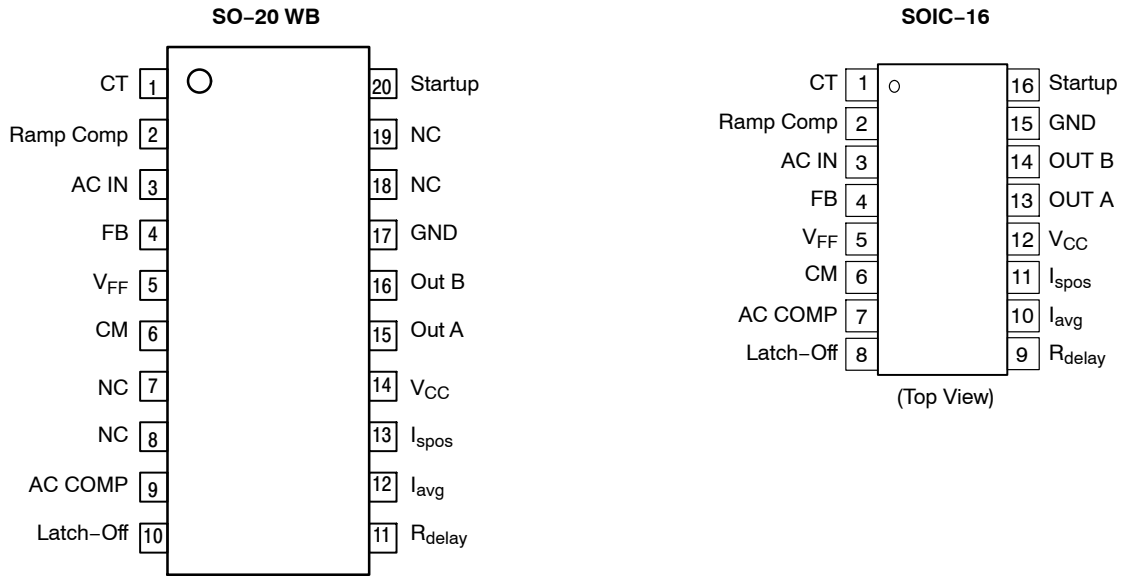 SO−20 WB
CT 1
20 Startup
Ramp Comp 2
19 NC
AC IN 3
18 NC
FB 4
17 GND
VFF 5
16 Out B
CM 6
15 Out A
NC 7
14 VCC
NC 8
13 Ispos
AC COMP 9
12 Iavg
Latch−Off 10
11 Rdelay
SOIC−16
CT 1
16 Startup
Ramp Comp 2
15 GND
AC IN 3
14 OUT B
FB 4
13 OUT A
VFF 5
12 VCC
CM 6
11 Ispos
AC COMP 7
10 Iavg
Latch−Off 8
9 Rdelay
(Top View)